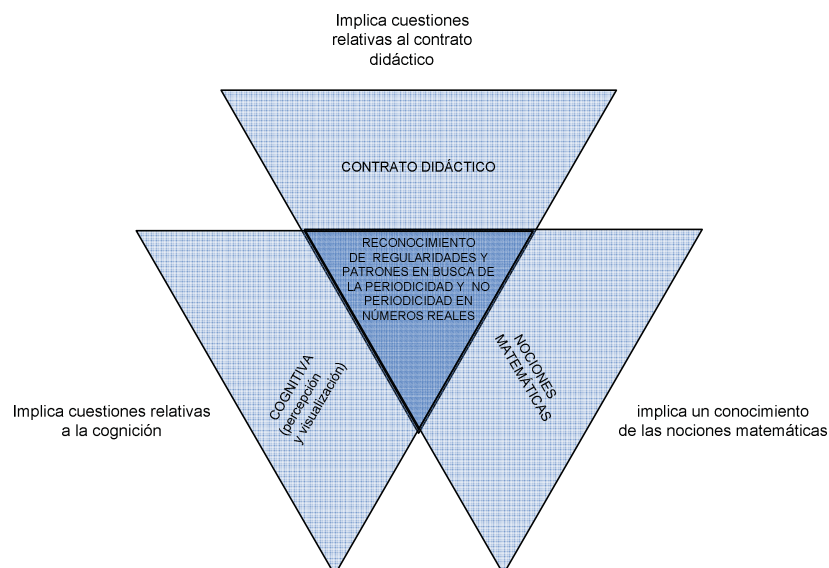 Implica cuestiones
relativas al contrato
didáctico
CONTRATO DIDÁCTICO
RECONOCIMIENTO
DE REGULARIDADES Y
PATRONES EN BUSCA DE
LA PERIODICIDAD Y NO
PERIODICIDAD EN
NÚMEROS REALES
COGNITIVA
(percepción
y visualización)
NOCIONES
MATEMÁTICAS
Implica cuestiones relativas
a la cognición
implica un conocimiento
de las nociones matemáticas